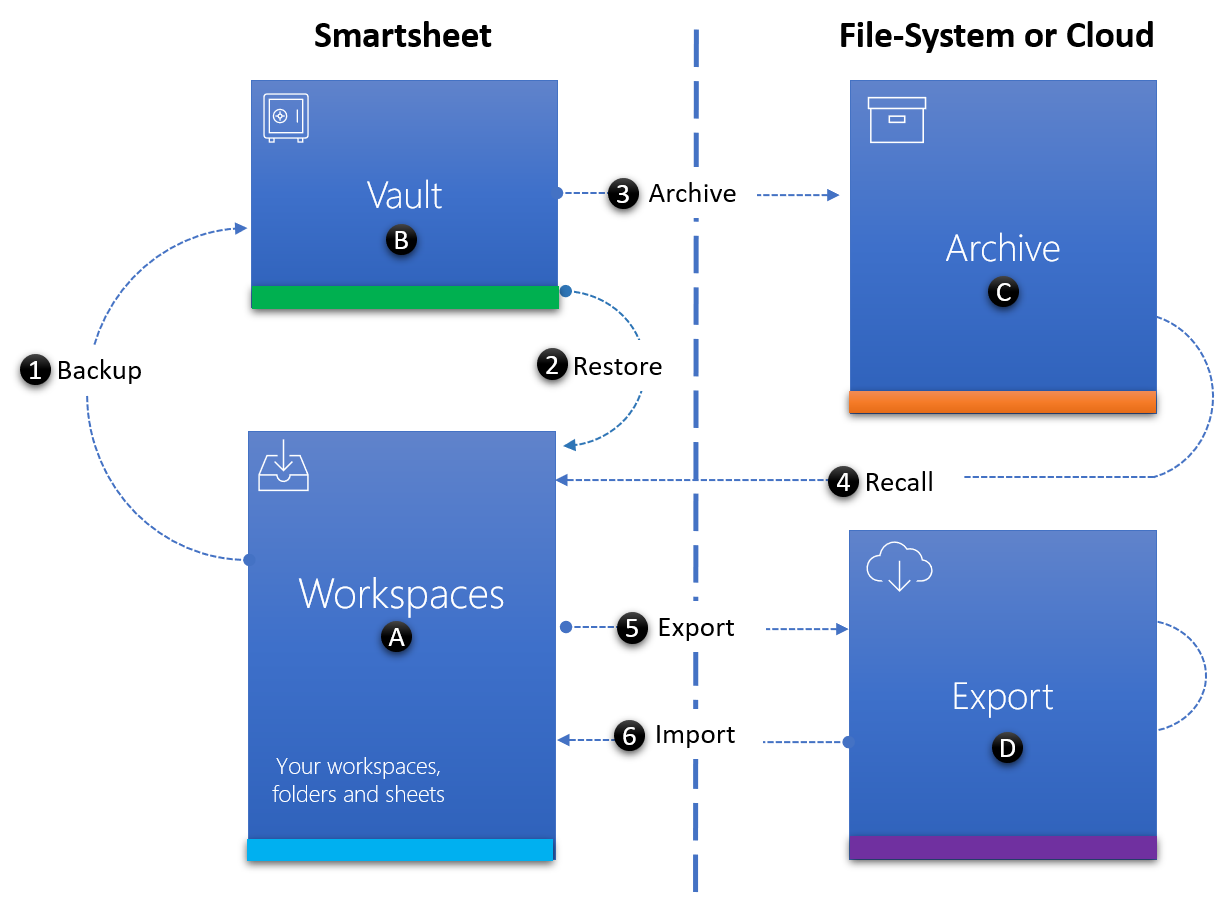 Smartsheet
File-System or Cloud
Vault
B
3 Archive
Archive
C
1 Backup
2 Restore
4 Recall
Workspaces
A
5 Export
Export
D
6 Import
Your workspaces,
folders and sheets